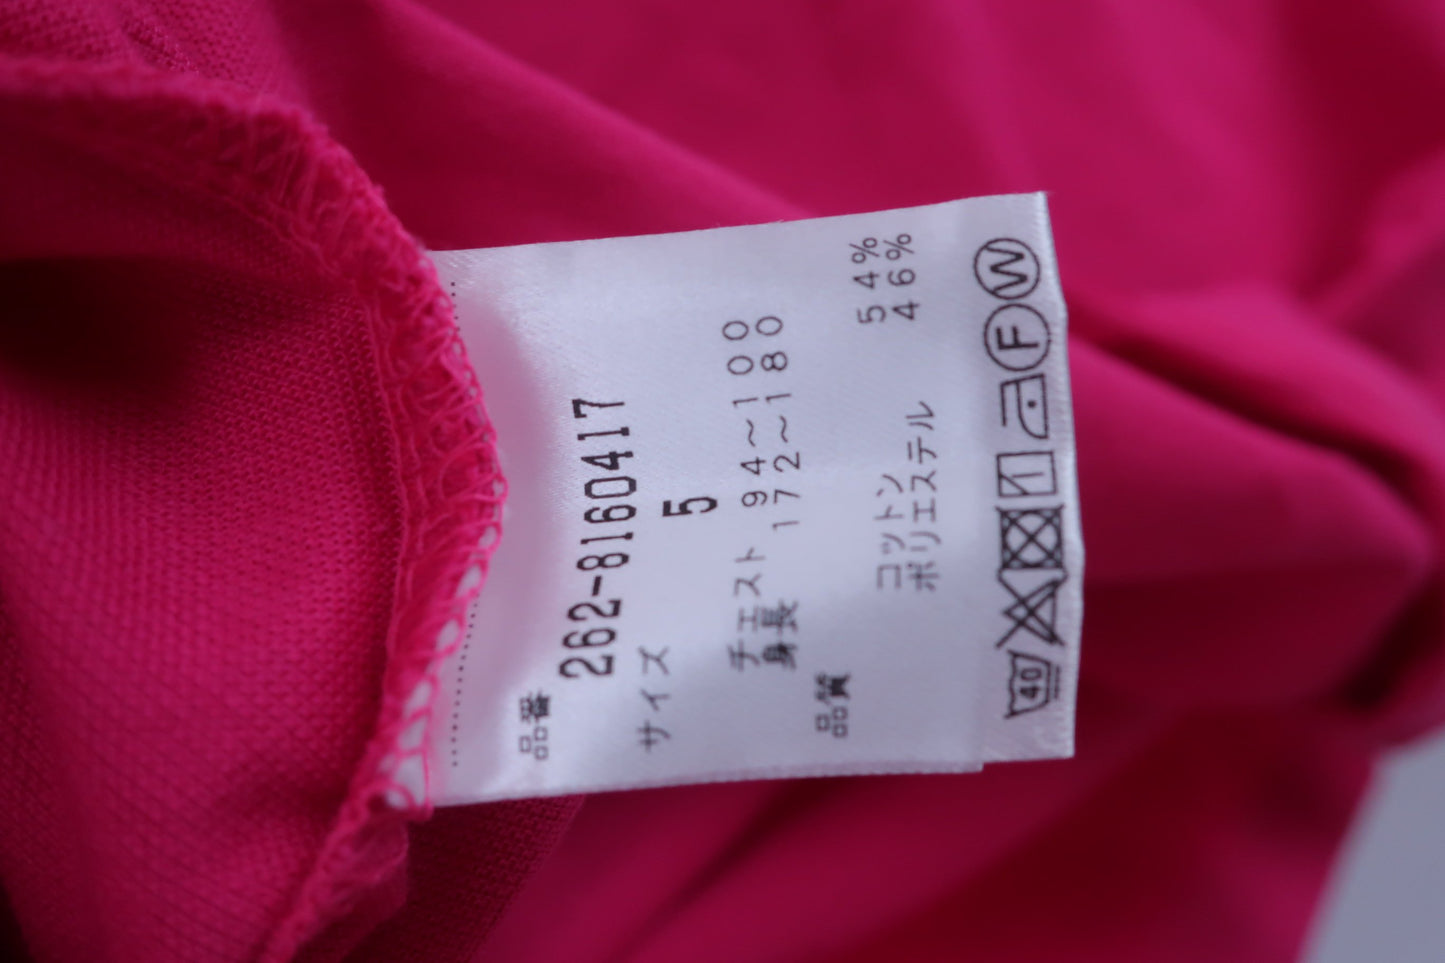 品番
262-8160417
サイズ
5
チェスト 94～100
身長 172～180
品質
コットン 54%
ポリエステル 46%
40
F
W